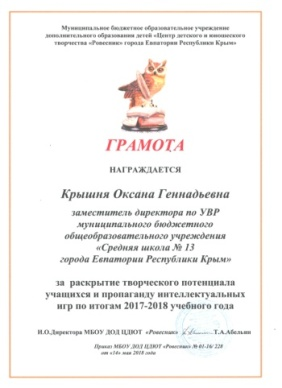 Муниципальное бюджетное образовательное учреждение
дополнительного образования детей «Центр детского и юношеского
творчества «Ровесник» города Евпатории Республики Крым»
ГРАМОТА
НАГРАЖДАЕТСЯ
Крышня Оксана Геннадьевна
заместитель директора по УВР
муниципального бюджетного
общеобразовательного учреждения
«Средняя школа № 13
города Евпатории Республики Крым»
за раскрытие творческого потенциала
учащихся и пропаганду интеллектуальных
игр по итогам 2017-2018 учебного года
И.О.Директора МБОУ ДОД ЦДЮТ «Ровесник» Т.А.Абельян
Приказ МБОУ ДОД ЦДЮТ «Ровесник» № 01-16/ 228
от «14» мая 2018 года